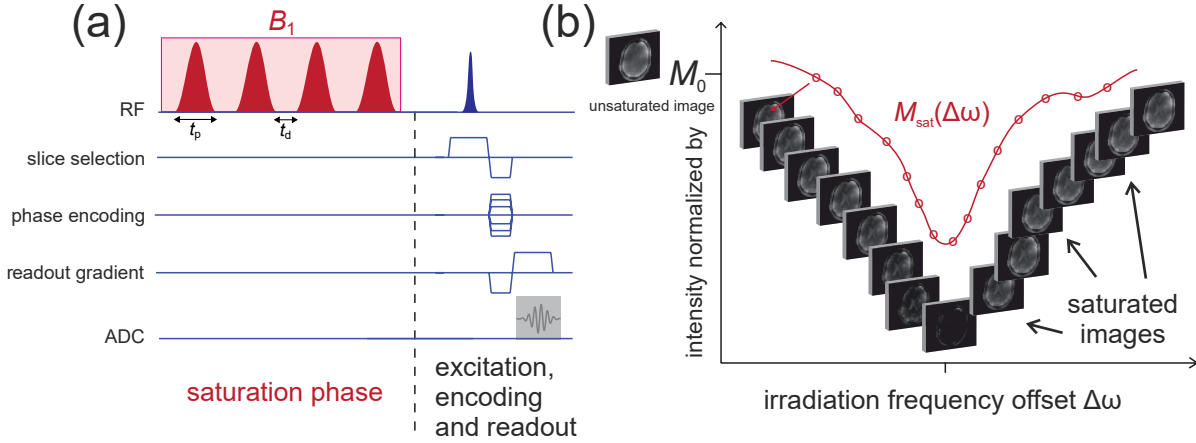 (a)
B₁
RF
tₚ
t_d
slice selection
phase encoding
readout gradient
ADC
saturation phase
excitation,
encoding
and readout
(b)
unsaturated image
M₀
intensity normalized by
Mₛₐₜ(Δω)
saturated
images
irradiation frequency offset Δω